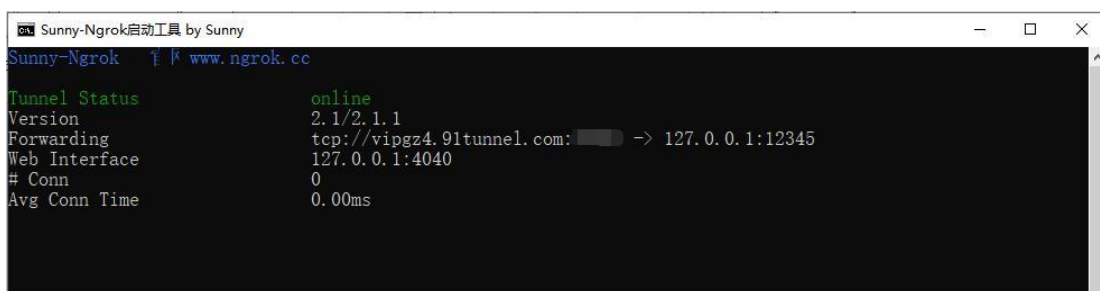 Sunny-Ngrok启动工具 by Sunny
Sunny-Ngrok www.ngrok.cc
Tunnel Status online
Version 2.1/2.1.1
Forwarding tcp://vipgz4.91tunnel.com: -> 127.0.0.1:12345
Web Interface 127.0.0.1:4040
# Conn 0
Avg Conn Time 0.00ms